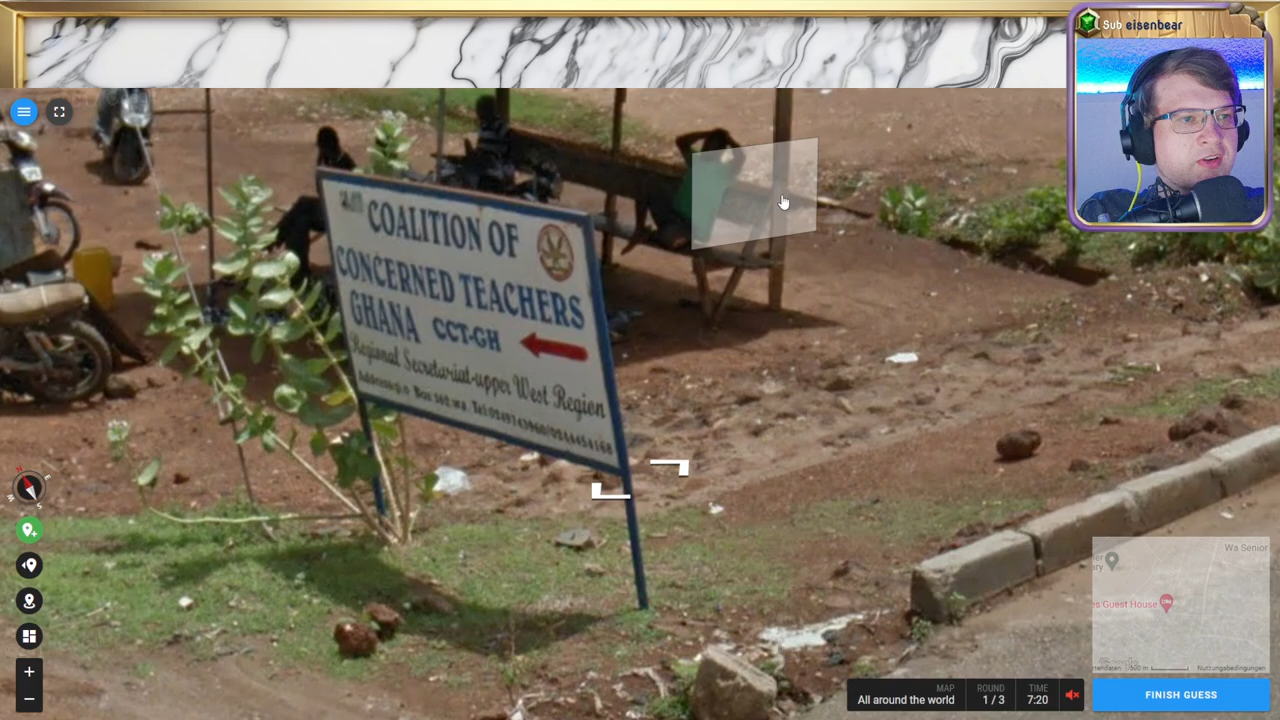 Sub eisenbear
COALITION OF
CONCERNED TEACHERS
GHANA CCT-GH
Regional Secretariat-upper West Region
N
E
W
S
Wa Senior
es Guest House
Nutzungsbedingungen
MAP
All around the world
ROUND
1 / 3
TIME
7:20
FINISH GUESS